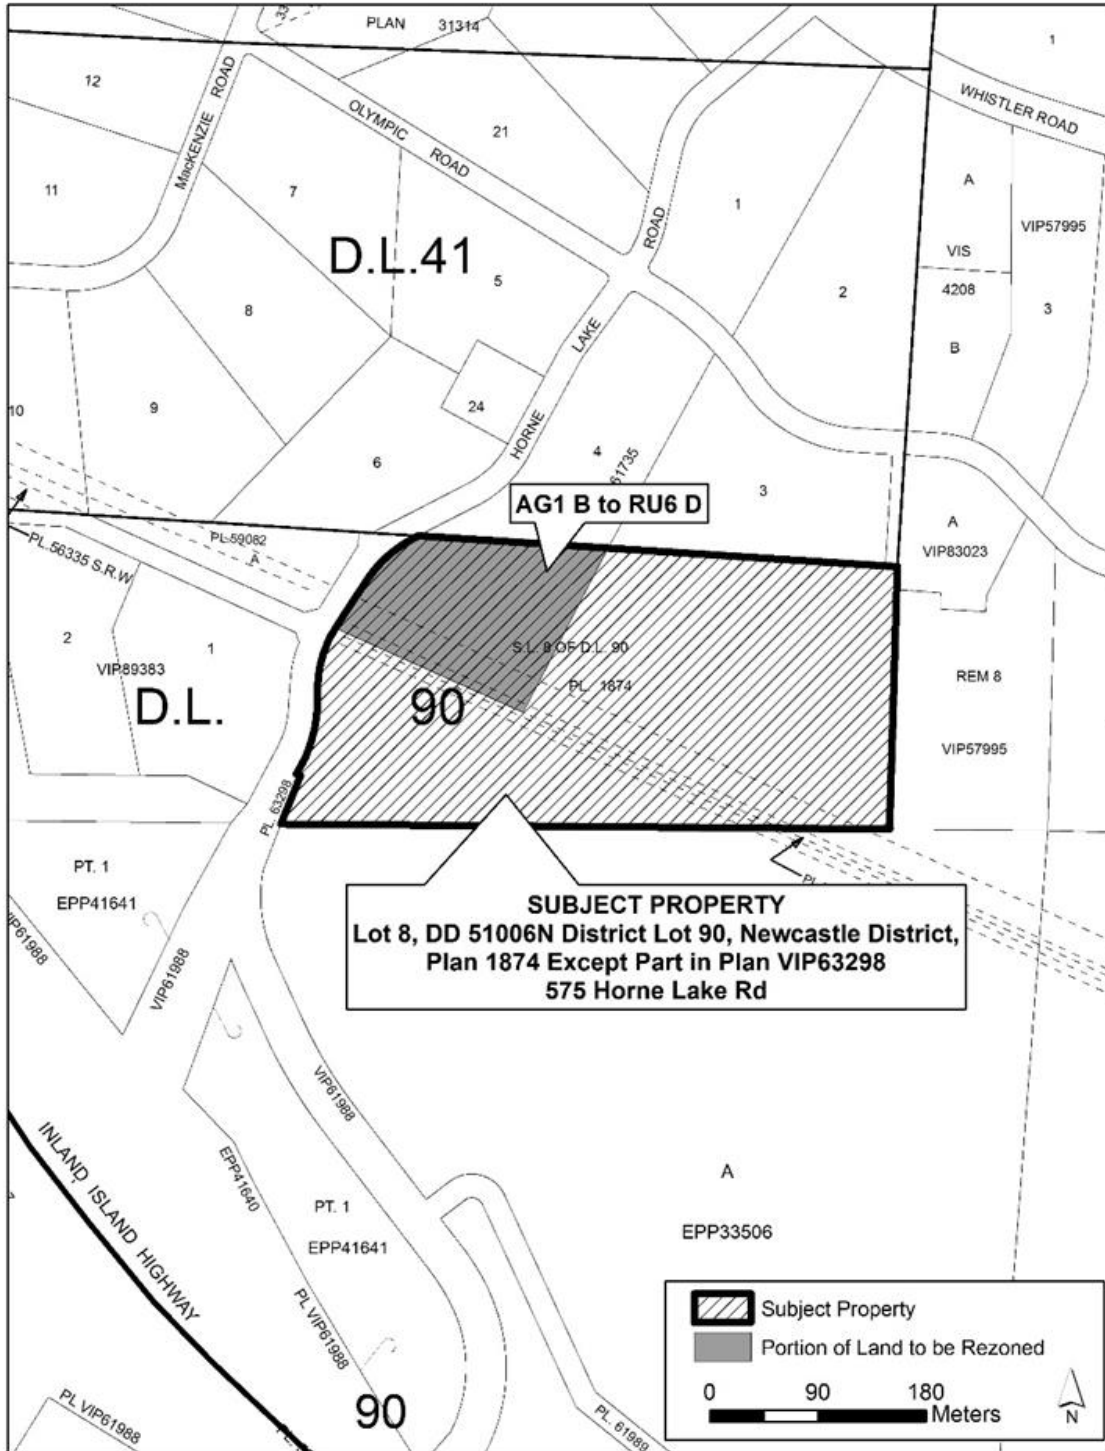 PLAN 31314
1
12
MacKENZIE ROAD
OLYMPIC ROAD
21
WHISTLER ROAD
11
7
1
A
VIP57995
D.L.41
ROAD
VIS
5
2
4208
3
8
LAKE
B
10
9
24
HORNE
6
4
61735
3
AG1 B to RU6 D
A
VIP83023
PL.59082
A
PL.56335 S.R.W
2
1
VIP89383
S.L. 8 OF D.L. 90
PL. 1874
REM 8
D.L.
90
VIP57995
PL. 63298
PT. 1
EPP41641
VIP61988
VIP61988
SUBJECT PROPERTY
Lot 8, DD 51006N District Lot 90, Newcastle District,
Plan 1874 Except Part in Plan VIP63298
575 Horne Lake Rd
VIP61988
INLAND ISLAND HIGHWAY
EPP41640
A
PT. 1
EPP33506
EPP41641
PL VIP61988
Subject Property
Portion of Land to be Rezoned
0 90 180
Meters
N
PL VIP61988
90
PL. 61989